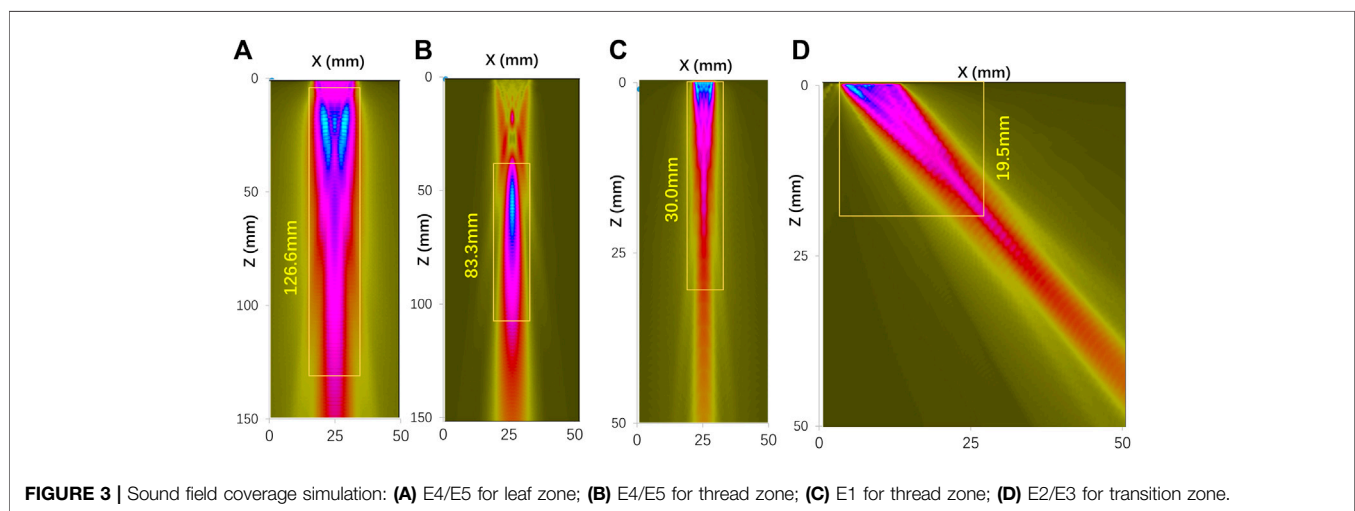 A
X (mm)
0
50
100
150
Z (mm)
126.6mm
0
25
50
B
X (mm)
0
50
100
150
Z (mm)
83.3mm
0
25
50
C
X (mm)
0
25
50
Z (mm)
30.0mm
0
25
50
D
X (mm)
0
25
50
Z (mm)
19.5mm
0
25
50
FIGURE 3 | Sound field coverage simulation: (A) E4/E5 for leaf zone; (B) E4/E5 for thread zone; (C) E1 for thread zone; (D) E2/E3 for transition zone.